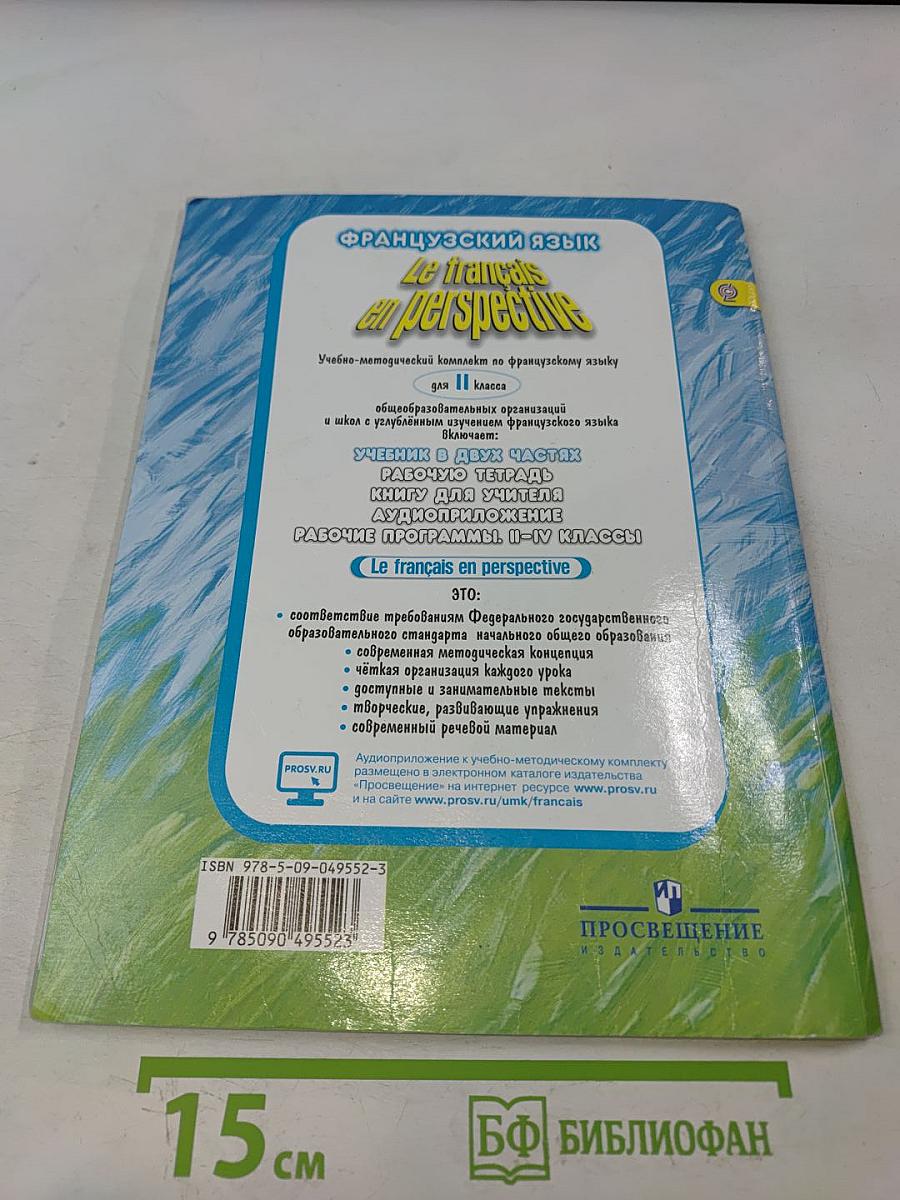 ФРАНЦУЗСКИЙ ЯЗЫК
Le français
en perspective
Учебно-методический комплект по французскому языку
для II класса
общеобразовательных организаций
и школ с углублённым изучением французского языка
включает:
УЧЕБНИК В ДВУХ ЧАСТЯХ
РАБОЧУЮ ТЕТРАДЬ
КНИГУ ДЛЯ УЧИТЕЛЯ
АУДИОПРИЛОЖЕНИЕ
РАБОЧИЕ ПРОГРАММЫ. II–IV КЛАССЫ
Le français en perspective
ЭТО:
• соответствие требованиям Федерального государственного
образовательного стандарта начального общего образования
• современная методическая концепция
• чёткая организация каждого урока
• доступные и занимательные тексты
• творческие, развивающие упражнения
• современный речевой материал
PROSV.RU
Аудиоприложение к учебно-методическому комплекту
размещено в электронном каталоге издательства
«Просвещение» на интернет ресурсе www.prosv.ru
и на сайте www.prosv.ru/umk/francais
ISBN 978-5-09-049552-3
9 785090 495523
ИП
ПРОСВЕЩЕНИЕ
ИЗДАТЕЛЬСТВО
15 см
БФ БИБЛИОФАН